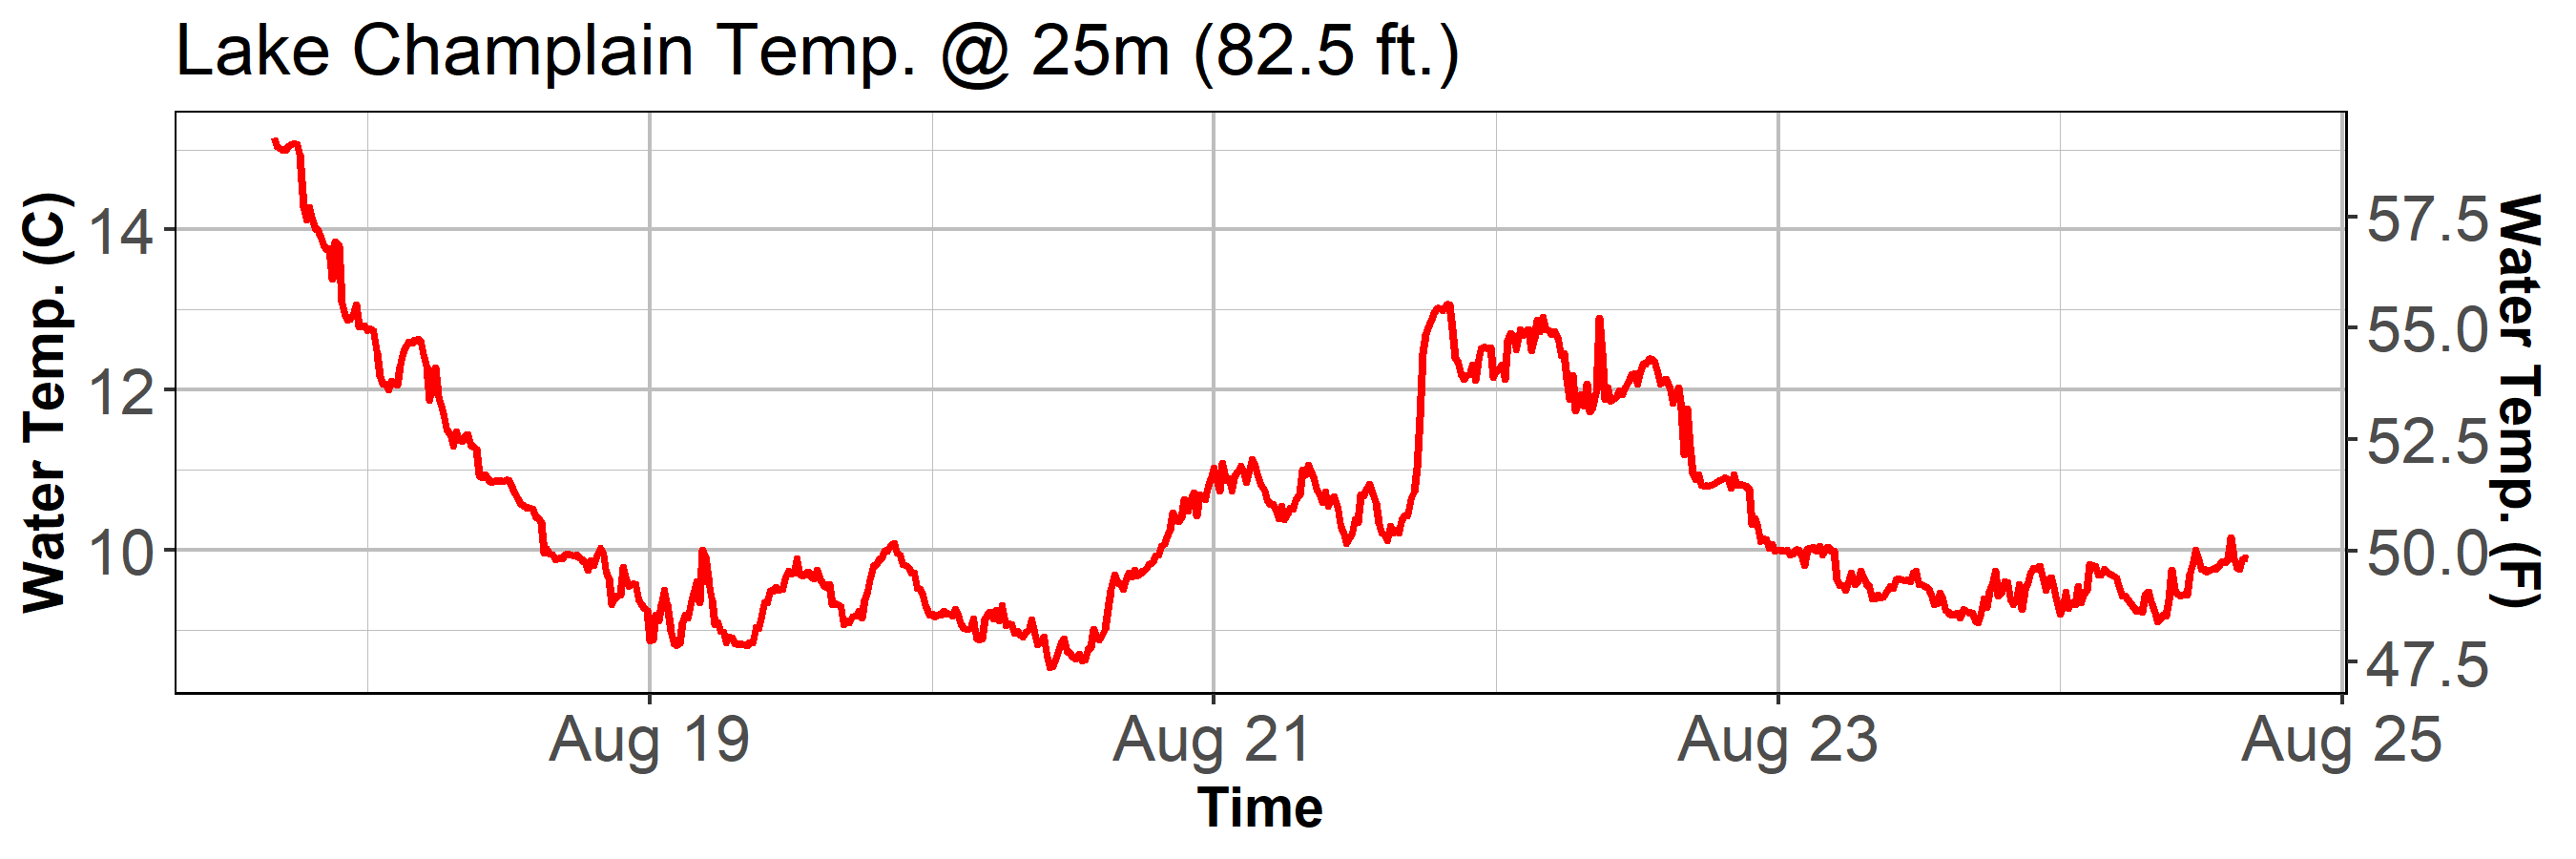 Lake Champlain Temp. @ 25m (82.5 ft.)
Water Temp. (C)
14
12
10
57.5
55.0
52.5
50.0
47.5
Water Temp. (F)
Aug 19
Aug 21
Aug 23
Aug 25
Time